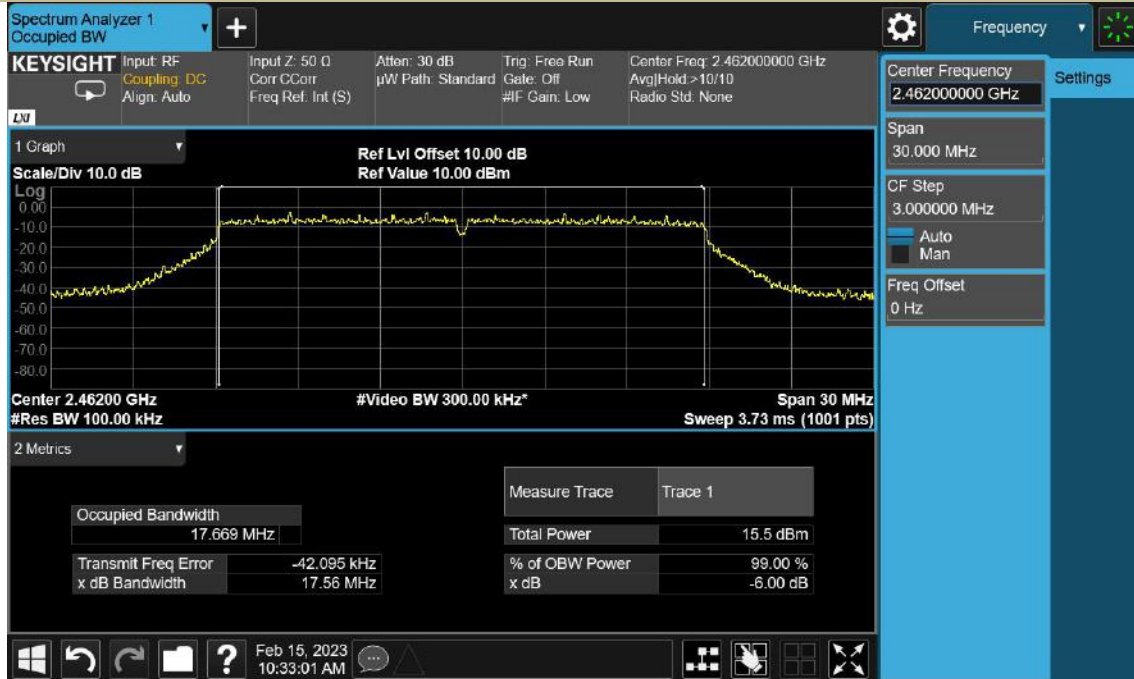 Spectrum Analyzer 1
Occupied BW
Frequency
KEYSIGHT
LXI
Input: RF
Coupling: DC
Align: Auto
Input Z: 50 Ω
Corr CCorr
Freq Ref: Int (S)
Atten: 30 dB
µW Path: Standard
Trig: Free Run
Gate: Off
#IF Gain: Low
Center Freq: 2.462000000 GHz
Avg|Hold:>10/10
Radio Std: None
Center Frequency
2.462000000 GHz
Settings
Span
30.000 MHz
CF Step
3.000000 MHz
Auto
Man
Freq Offset
0 Hz
1 Graph
Scale/Div 10.0 dB
Ref Lvl Offset 10.00 dB
Ref Value 10.00 dBm
Log
0.00
-10.0
-20.0
-30.0
-40.0
-50.0
-60.0
-70.0
-80.0
Center 2.46200 GHz
#Video BW 300.00 kHz*
Span 30 MHz
#Res BW 100.00 kHz
Sweep 3.73 ms (1001 pts)
2 Metrics
Measure Trace Trace 1
Occupied Bandwidth
17.669 MHz
Total Power 15.5 dBm
Transmit Freq Error -42.095 kHz
% of OBW Power 99.00 %
x dB Bandwidth 17.56 MHz
x dB -6.00 dB
?
Feb 15, 2023
10:33:01 AM